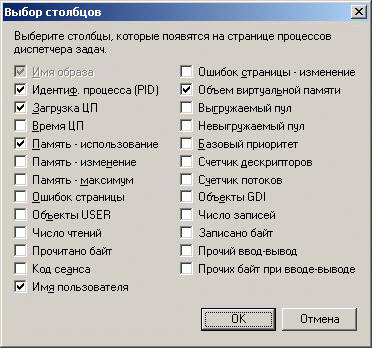 Выбор столбцов
Выберите столбцы, которые появятся на странице процессов
диспетчера задач.
Имя образа
Идентиф. процесса (PID)
Загрузка ЦП
Время ЦП
Память - использование
Память - изменение
Память - максимум
Ошибок страницы
Объекты USER
Число чтений
Прочитано байт
Код сеанса
Имя пользователя
Ошибок страницы - изменение
Объем виртуальной памяти
Выгружаемый пул
Невыгружаемый пул
Базовый приоритет
Счетчик дескрипторов
Счетчик потоков
Объекты GDI
Число записей
Записано байт
Прочий ввод-вывод
Прочих байт при вводе-выводе
OK
Отмена